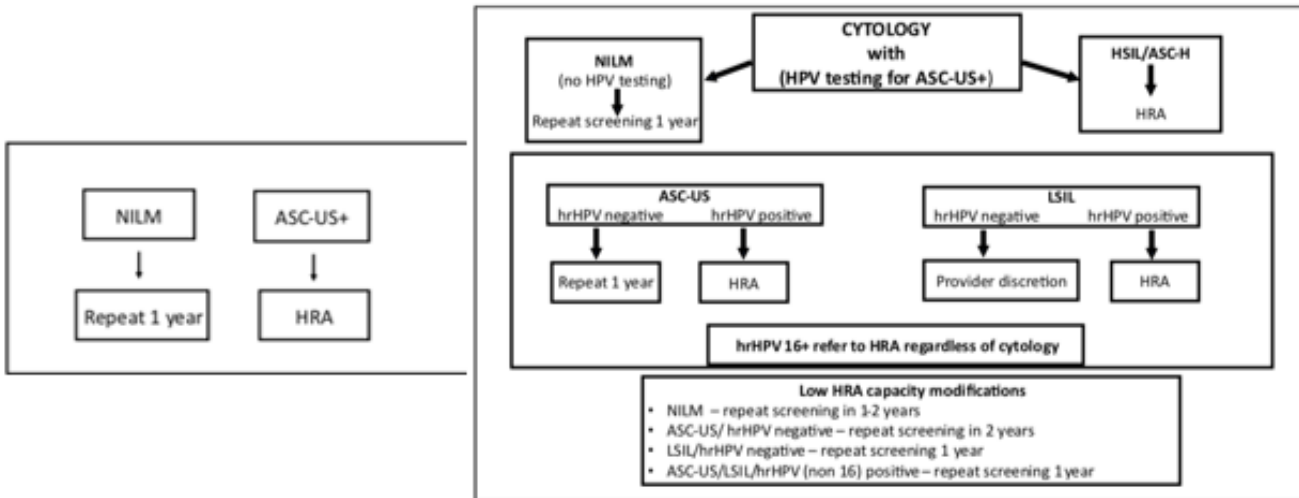 NILM
ASC-US+
Repeat 1 year
HRA
CYTOLOGY
with
(HPV testing for ASC-US+)
NILM
(no HPV testing)
Repeat screening 1 year
HSIL/ASC-H
HRA
ASC-US
hrHPV negative hrHPV positive
Repeat 1 year
HRA
LSIL
hrHPV negative hrHPV positive
Provider discretion
HRA
hrHPV 16+ refer to HRA regardless of cytology
Low HRA capacity modifications
• NILM – repeat screening in 1-2 years
• ASC-US/ hrHPV negative – repeat screening in 2 years
• LSIL/hrHPV negative – repeat screening 1 year
• ASC-US/LSIL/hrHPV (non 16) positive – repeat screening 1 year